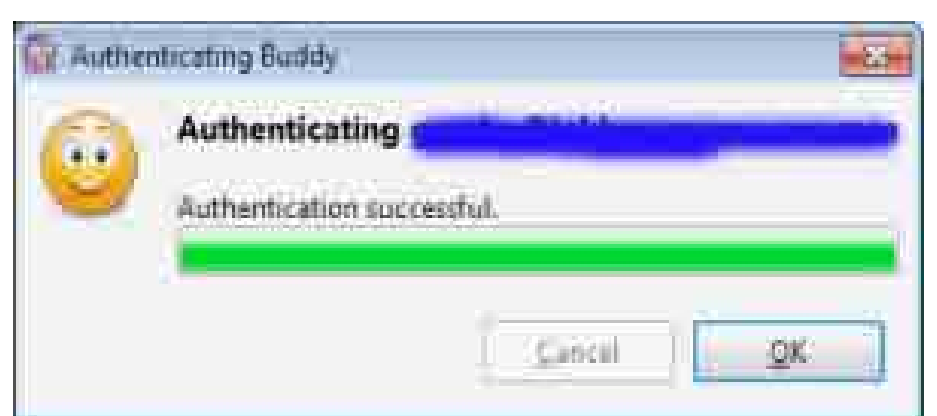 Authenticating Buddy
Authenticating
Authentication successful.
Cancel
OK